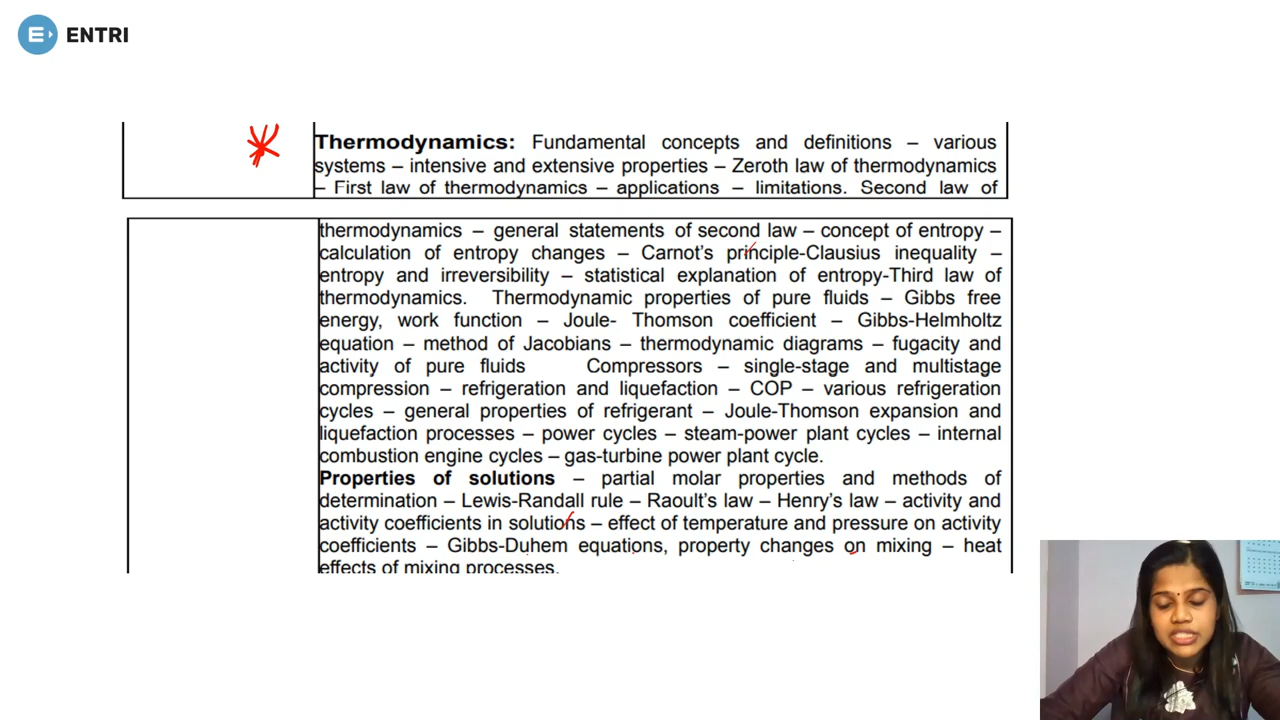 ENTRI
Thermodynamics: Fundamental concepts and definitions – various
systems – intensive and extensive properties – Zeroth law of thermodynamics
– First law of thermodynamics – applications – limitations. Second law of
thermodynamics – general statements of second law – concept of entropy –
calculation of entropy changes – Carnot's principle-Clausius inequality –
entropy and irreversibility – statistical explanation of entropy-Third law of
thermodynamics. Thermodynamic properties of pure fluids – Gibbs free
energy, work function – Joule- Thomson coefficient – Gibbs-Helmholtz
equation – method of Jacobians – thermodynamic diagrams – fugacity and
activity of pure fluids Compressors – single-stage and multistage
compression – refrigeration and liquefaction – COP – various refrigeration
cycles – general properties of refrigerant – Joule-Thomson expansion and
liquefaction processes – power cycles – steam-power plant cycles – internal
combustion engine cycles – gas-turbine power plant cycle.
Properties of solutions – partial molar properties and methods of
determination – Lewis-Randall rule – Raoult's law – Henry's law – activity and
activity coefficients in solutions – effect of temperature and pressure on activity
coefficients – Gibbs-Duhem equations, property changes on mixing – heat
effects of mixing processes.